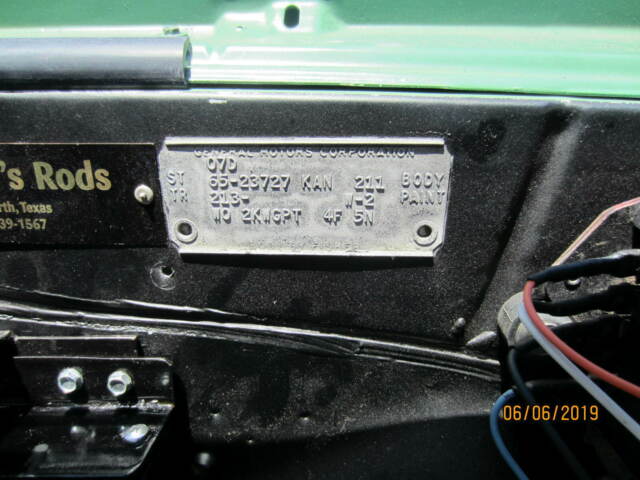 GENERAL MOTORS CORPORATION
07D
ST 65-23727 KAN 211 BODY
TR 213- W-2 PAINT
WO 2KWGPT 4F 5N
's Rods
rth, Texas
39-1567
06/06/2019